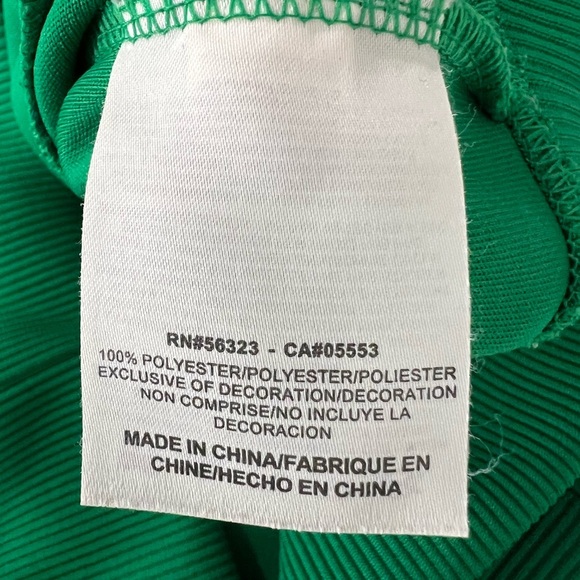 RN#56323 - CA#05553
100% POLYESTER/POLYESTER/POLIESTER
EXCLUSIVE OF DECORATION/DECORATION
NON COMPRISE/NO INCLUYE LA
DECORACION
MADE IN CHINA/FABRIQUE EN
CHINE/HECHO EN CHINA